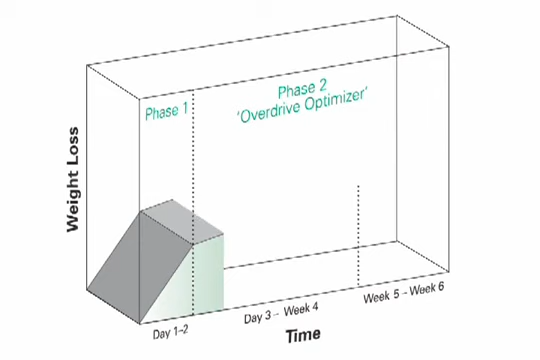 Phase 1
Phase 2
'Overdrive Optimizer'
Weight Loss
Day 1-2
Day 3 - Week 4
Week 5 - Week 6
Time